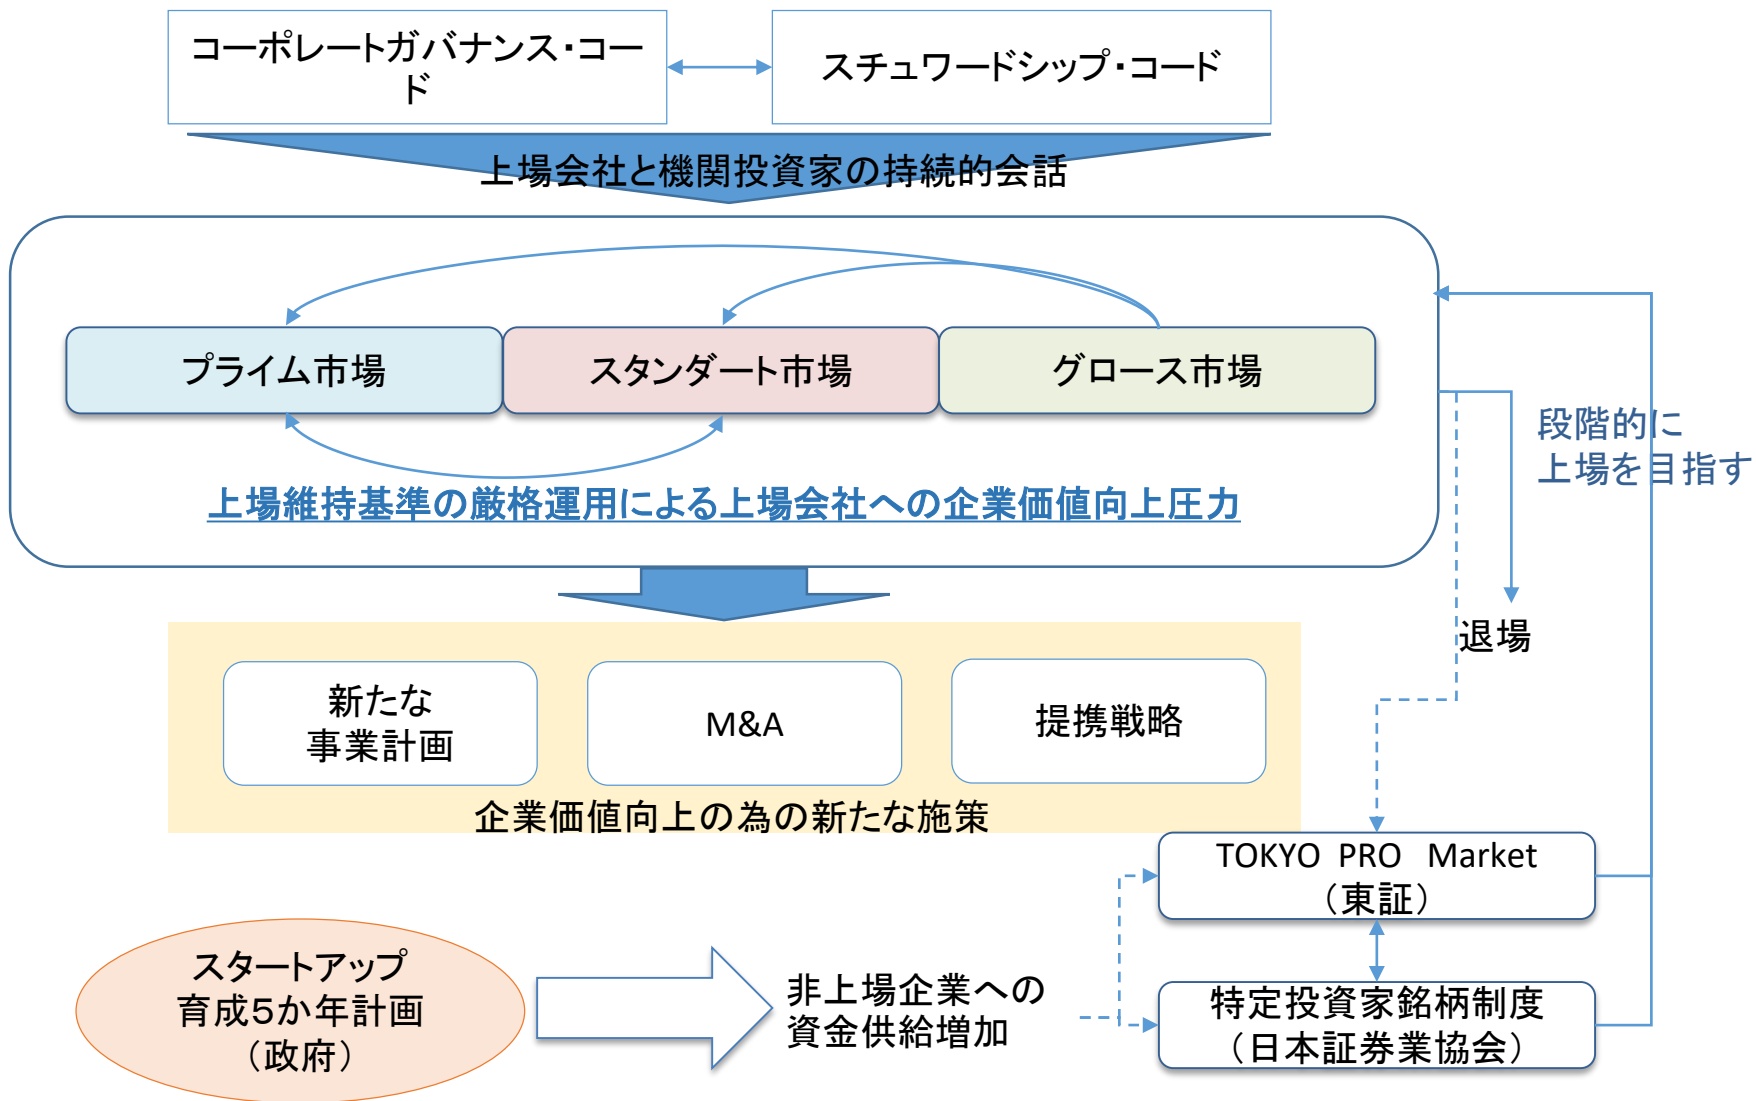 コーポレートガバナンス・コー
ド
スチュワードシップ・コード
上場会社と機関投資家の持続的会話
プライム市場
スタンダート市場
グロース市場
上場維持基準の厳格運用による上場会社への企業価値向上圧力
段階的に
上場を目指す
退場
新たな
事業計画
M&A
提携戦略
企業価値向上の為の新たな施策
TOKYO PRO Market
（東証）
スタートアップ
育成5か年計画
（政府）
非上場企業への
資金供給増加
特定投資家銘柄制度
（日本証券業協会）